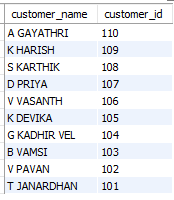 customer_name customer_id
A GAYATHRI 110
K HARISH 109
S KARTHIK 108
D PRIYA 107
V VASANTH 106
K DEVIKA 105
G KADHIR VEL 104
B VAMSI 103
V PAVAN 102
T JANARDHAN 101